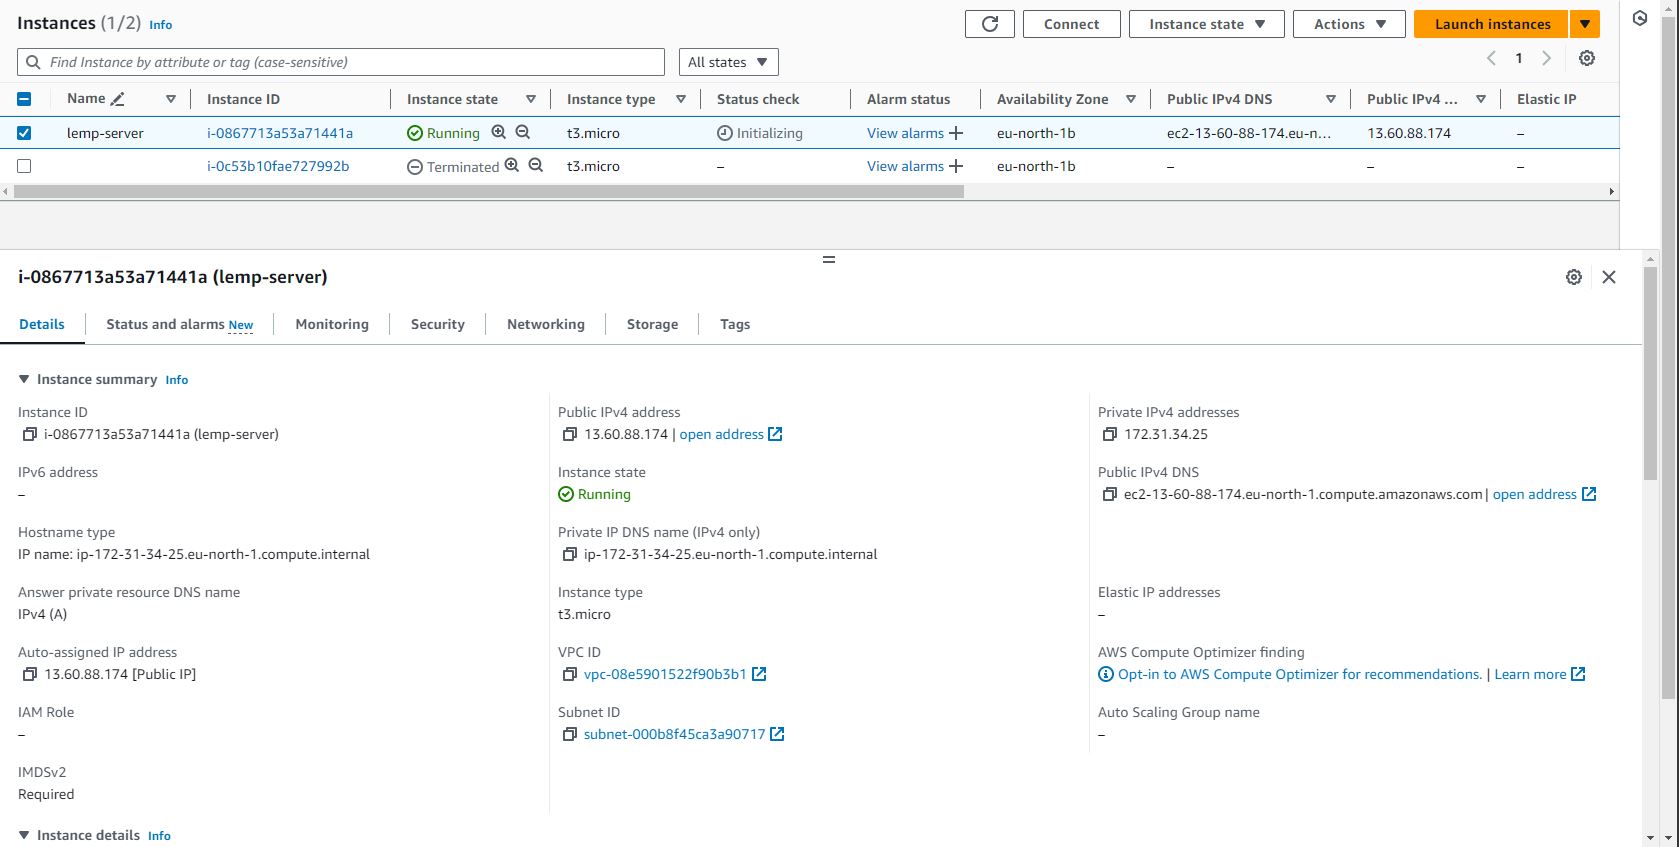 Instances (1/2) Info
Connect Instance state Actions Launch instances
Find Instance by attribute or tag (case-sensitive) All states 1
Name Instance ID Instance state Instance type Status check Alarm status Availability Zone Public IPv4 DNS Public IPv4 ... Elastic IP
lemp-server i-0867713a53a71441a Running t3.micro Initializing View alarms + eu-north-1b ec2-13-60-88-174.eu-n... 13.60.88.174 –
i-0c53b10fae727992b Terminated t3.micro – View alarms + eu-north-1b – – –
i-0867713a53a71441a (lemp-server)
Details Status and alarms New Monitoring Security Networking Storage Tags
Instance summary Info
Instance ID
i-0867713a53a71441a (lemp-server)
Public IPv4 address
13.60.88.174 | open address
Private IPv4 addresses
172.31.34.25
IPv6 address
–
Instance state
Running
Public IPv4 DNS
ec2-13-60-88-174.eu-north-1.compute.amazonaws.com | open address
Hostname type
IP name: ip-172-31-34-25.eu-north-1.compute.internal
Private IP DNS name (IPv4 only)
ip-172-31-34-25.eu-north-1.compute.internal
Answer private resource DNS name
IPv4 (A)
Instance type
t3.micro
Elastic IP addresses
–
Auto-assigned IP address
13.60.88.174 [Public IP]
VPC ID
vpc-08e5901522f90b3b1
AWS Compute Optimizer finding
Opt-in to AWS Compute Optimizer for recommendations. | Learn more
IAM Role
–
Subnet ID
subnet-000b8f45ca3a90717
Auto Scaling Group name
–
IMDSv2
Required
Instance details Info